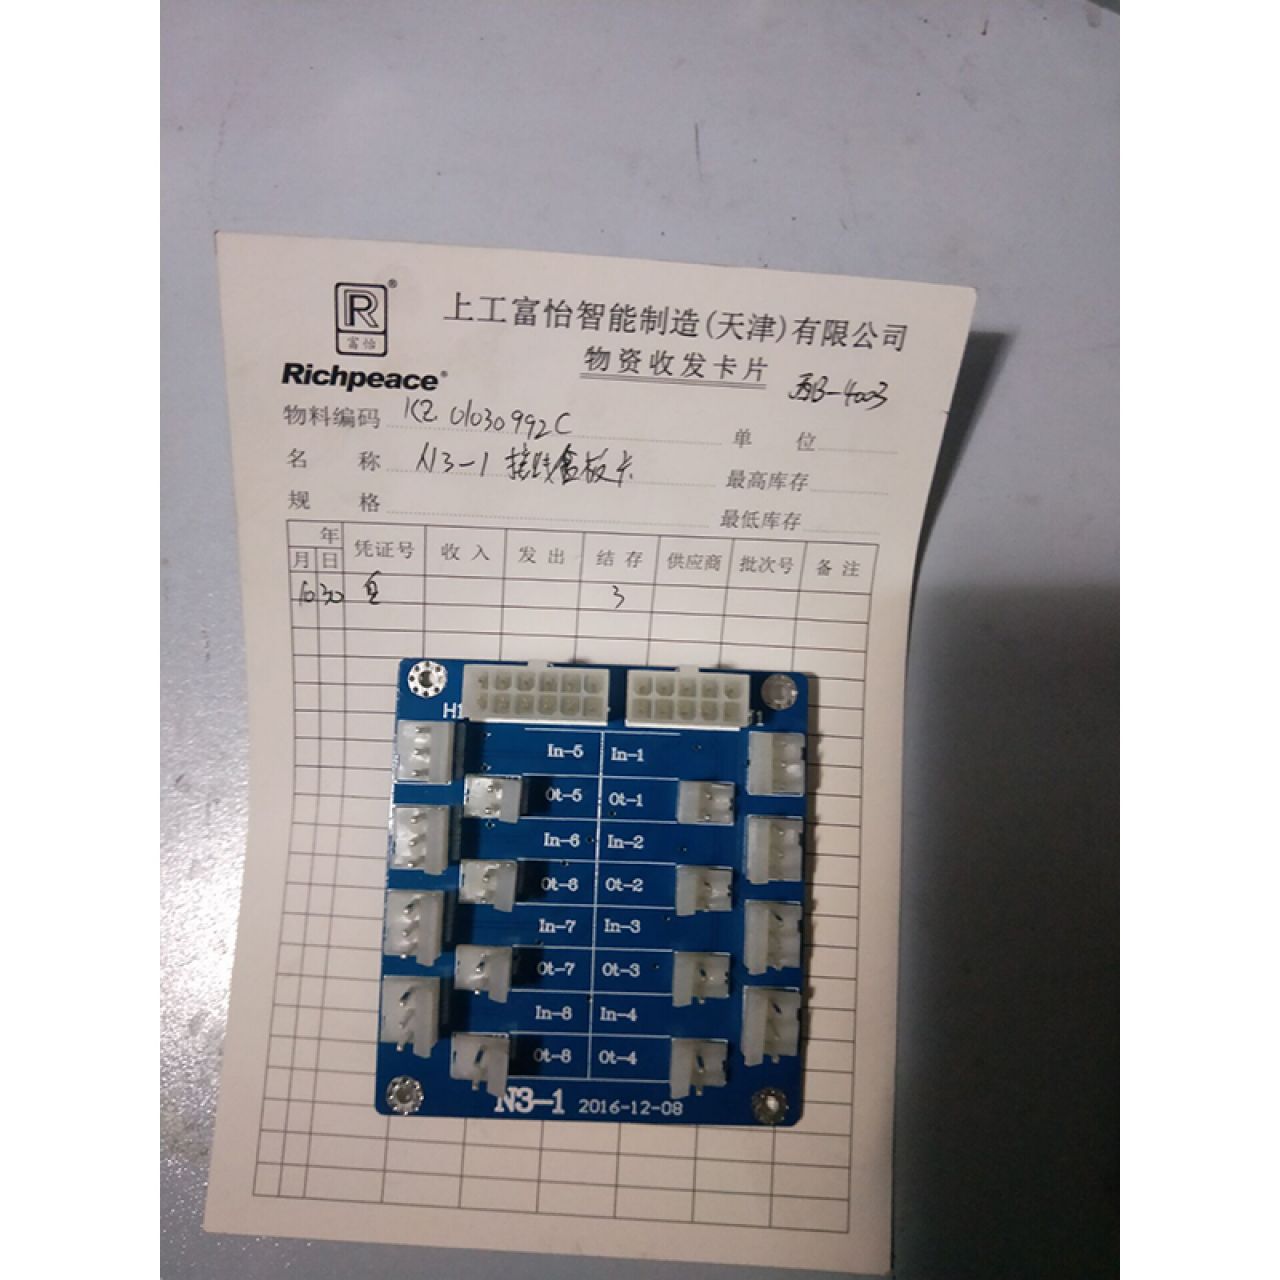 R®
富怡
Richpeace®
上工富怡智能制造(天津)有限公司
物资收发卡片
B-4003
物料编码 KZ01030992C 单 位
名 称 N3-1 接线盒板卡 最高库存
规 格 最低库存
年
月 日 凭证号 收入 发出 结存 供应商 批次号 备注
10 30 3
H1
In-5 In-1
Ot-5 Ot-1
In-6 In-2
Ot-6 Ot-2
In-7 In-3
Ot-7 Ot-3
In-8 In-4
Ot-8 Ot-4
N3-1 2016-12-08